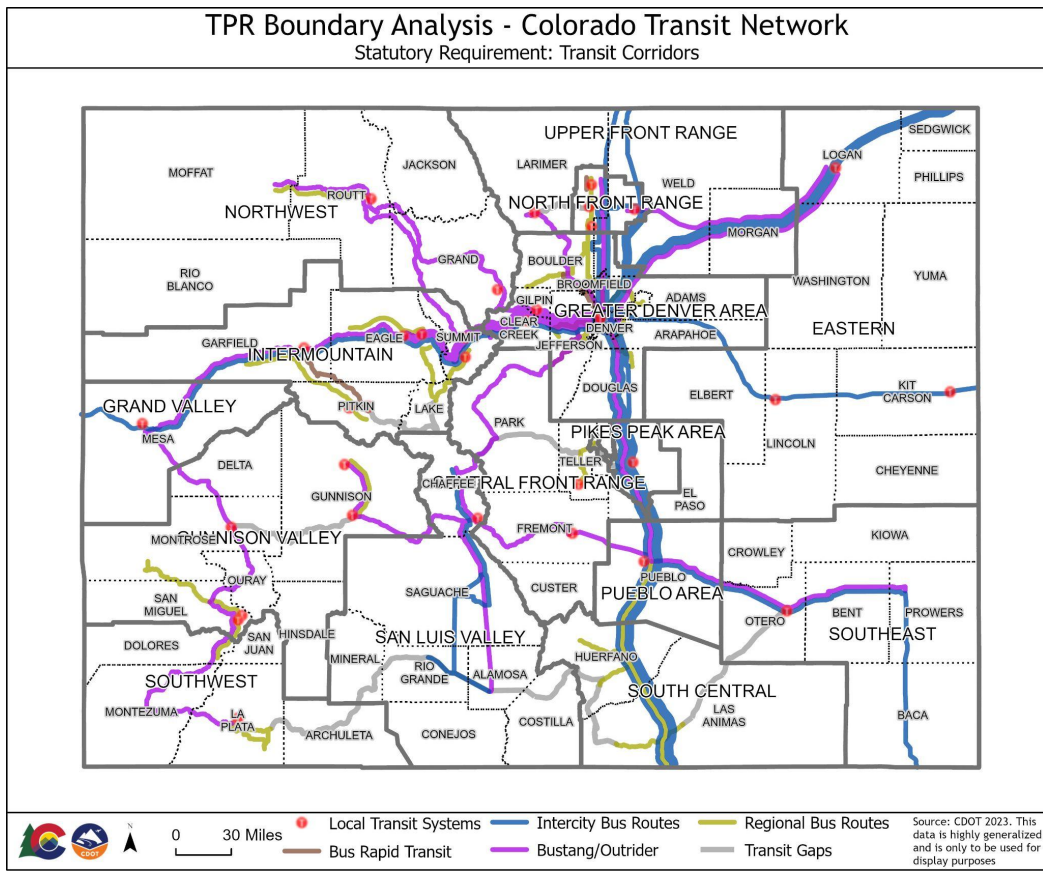 TPR Boundary Analysis - Colorado Transit Network
Statutory Requirement: Transit Corridors
UPPER FRONT RANGE
SEDGWICK
LOGAN
JACKSON
LARIMER
MOFFAT
PHILLIPS
WELD
ROUTT
NORTH FRONT RANGE
NORTHWEST
MORGAN
GRAND
BOULDER
RIO
BLANCO
WASHINGTON
YUMA
BROOMFIELD
ADAMS
GILPIN
GREATER DENVER AREA
CLEAR
CREEK
DENVER
EASTERN
EAGLE
SUMMIT
ARAPAHOE
GARFIELD
JEFFERSON
INTERMOUNTAIN
DOUGLAS
ELBERT
KIT
CARSON
GRAND VALLEY
PITKIN
LAKE
PARK
MESA
PIKES PEAK AREA
LINCOLN
DELTA
TELLER
CHEYENNE
CHAFFEE
TRAL FRONT RANGE
GUNNISON
EL
PASO
FREMONT
KIOWA
MONTROSE
NNISON VALLEY
CROWLEY
OURAY
PUEBLO
SAGUACHE
CUSTER
PUEBLO AREA
SAN
MIGUEL
BENT
PROWERS
OTERO
SOUTHEAST
DOLORES
SAN
JUAN
HINSDALE
SAN LUIS VALLEY
MINERAL
HUERFANO
RIO
GRANDE
ALAMOSA
SOUTHWEST
SOUTH CENTRAL
MONTEZUMA
LA
PLATA
COSTILLA
LAS
ANIMAS
BACA
ARCHULETA
CONEJOS
CDOT
N
0 30 Miles
Local Transit Systems
Intercity Bus Routes
Regional Bus Routes
Bus Rapid Transit
Bustang/Outrider
Transit Gaps
Source: CDOT 2023. This
data is highly generalized
and is only to be used for
display purposes